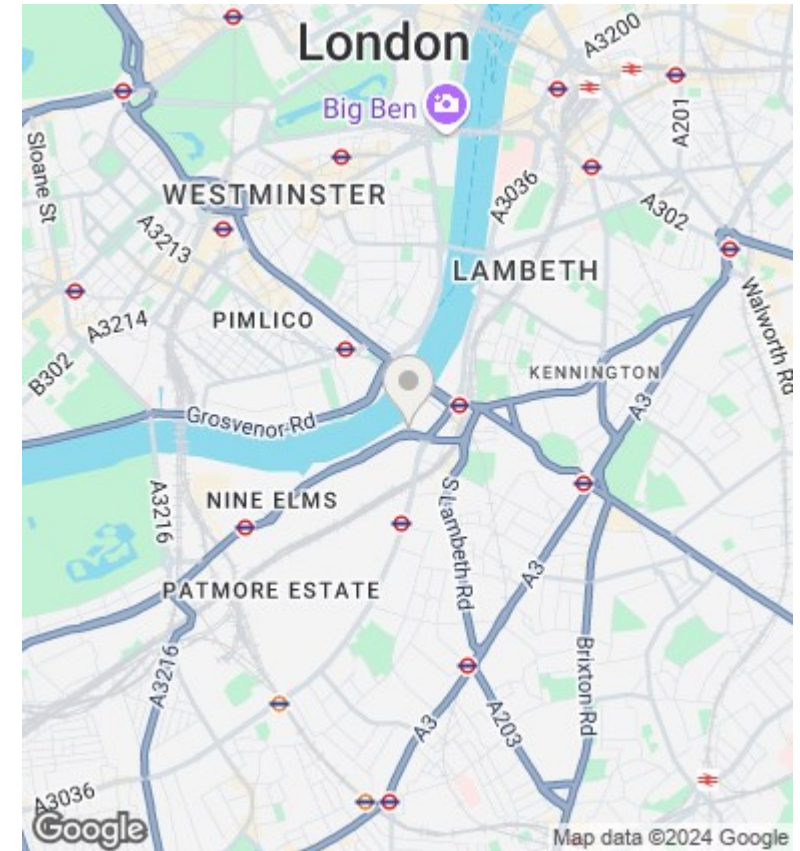 London
A3200
Big Ben
A201
Sloane St
WESTMINSTER
A3036
A302
A3213
LAMBETH
Walworth Rd
A3214
PIMLICO
B302
KENNINGTON
A3
Grosvenor Rd
A3216
NINE ELMS
S Lambeth Rd
A3
PATMORE ESTATE
A3216
Brixton Rd
A3
A203
A3036
Google
Map data ©2024 Google